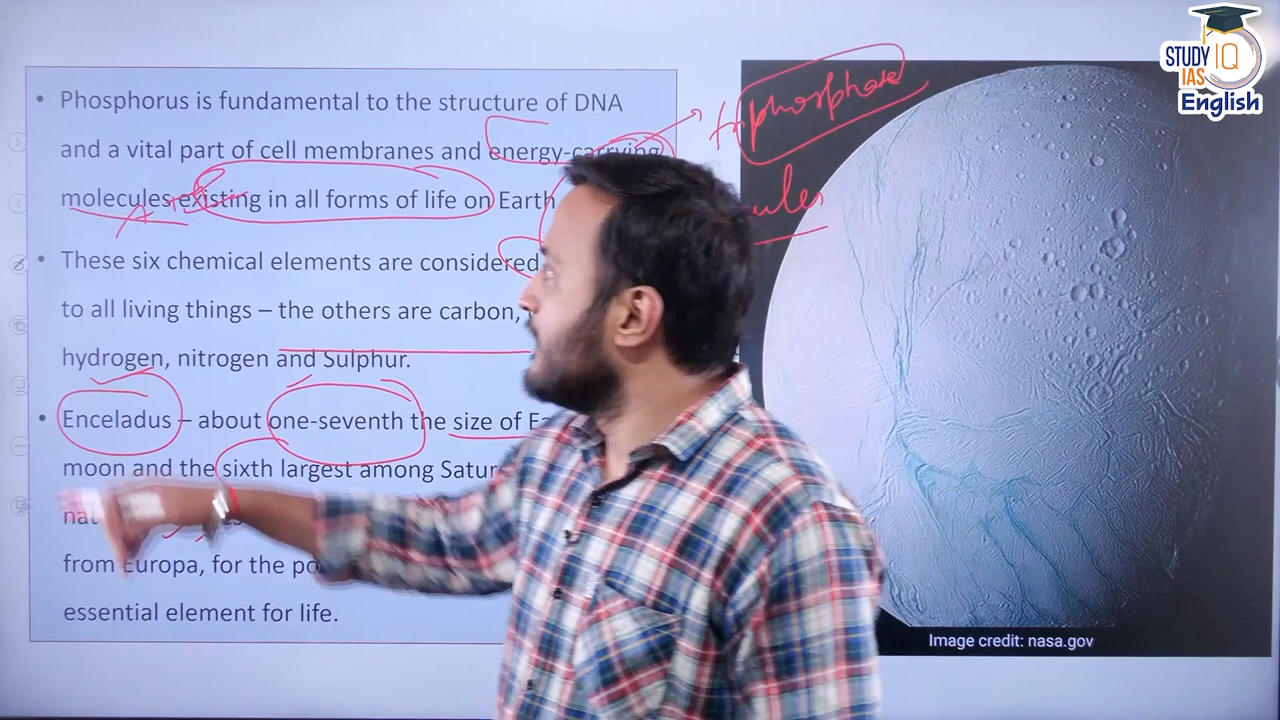 • Phosphorus is fundamental to the structure of DNA
and a vital part of cell membranes and energy-carrying
molecules existing in all forms of life on Earth
• These six chemical elements are considered
to all living things – the others are carbon,
hydrogen, nitrogen and Sulphur.
• Enceladus – about one-seventh the size of
moon and the sixth largest among
from Europa, for the
essential element for life.
triphosphate
STUDY IQ
IAS
English
Image credit: nasa.gov